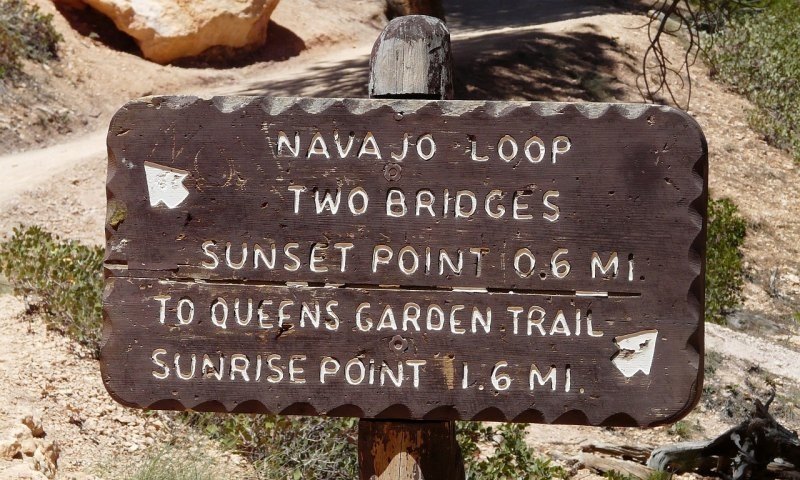 NAVAJO LOOP
TWO BRIDGES
SUNSET POINT 0.6 MI.
TO QUEENS GARDEN TRAIL
SUNRISE POINT 1.6 MI.